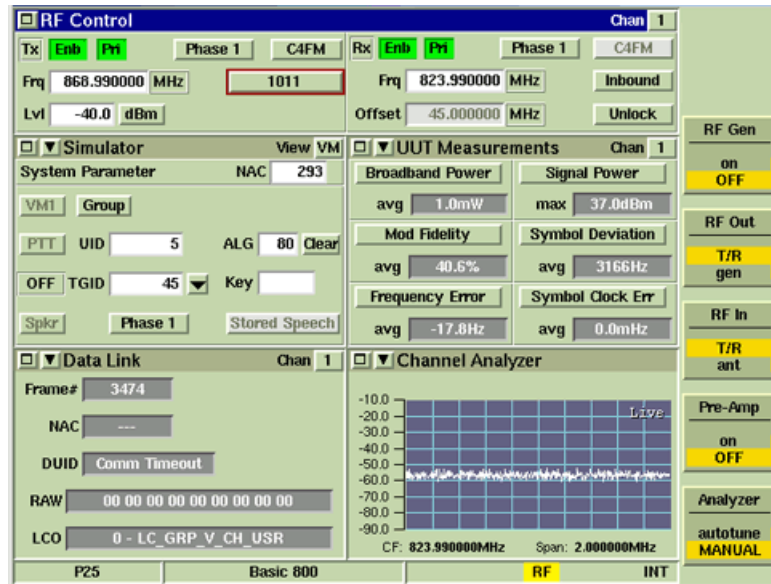 RF Control Chan 1
Tx Enb Pri Phase 1 C4FM Rx Enb Pri Phase 1 C4FM
Frq 868.990000 MHz 1011 Frq 823.990000 MHz Inbound
Lvl -40.0 dBm Offset 45.000000 MHz Unlock
Simulator View VM
System Parameter NAC 293
VM1 Group
PTT UID 5 ALG 80 Clear
OFF TGID 45 Key
Spkr Phase 1 Stored Speech
UUT Measurements Chan 1
Broadband Power Signal Power
avg 1.0mW max 37.0dBm
Mod Fidelity Symbol Deviation
avg 40.6% avg 3166Hz
Frequency Error Symbol Clock Err
avg -17.8Hz avg 0.0mHz
Data Link Chan 1
Frame# 3474
NAC ---
DUID Comm Timeout
RAW 00 00 00 00 00 00 00 00 00
LCO 0 - LC_GRP_V_CH_USR
Channel Analyzer
Live
-10.0
-20.0
-30.0
-40.0
-50.0
-60.0
-70.0
-80.0
-90.0
CF: 823.990000MHz Span: 2.000000MHz
P25 Basic 800 RF INT
RF Gen
on
OFF
RF Out
T/R
gen
RF In
T/R
ant
Pre-Amp
on
OFF
Analyzer
autotune
MANUAL